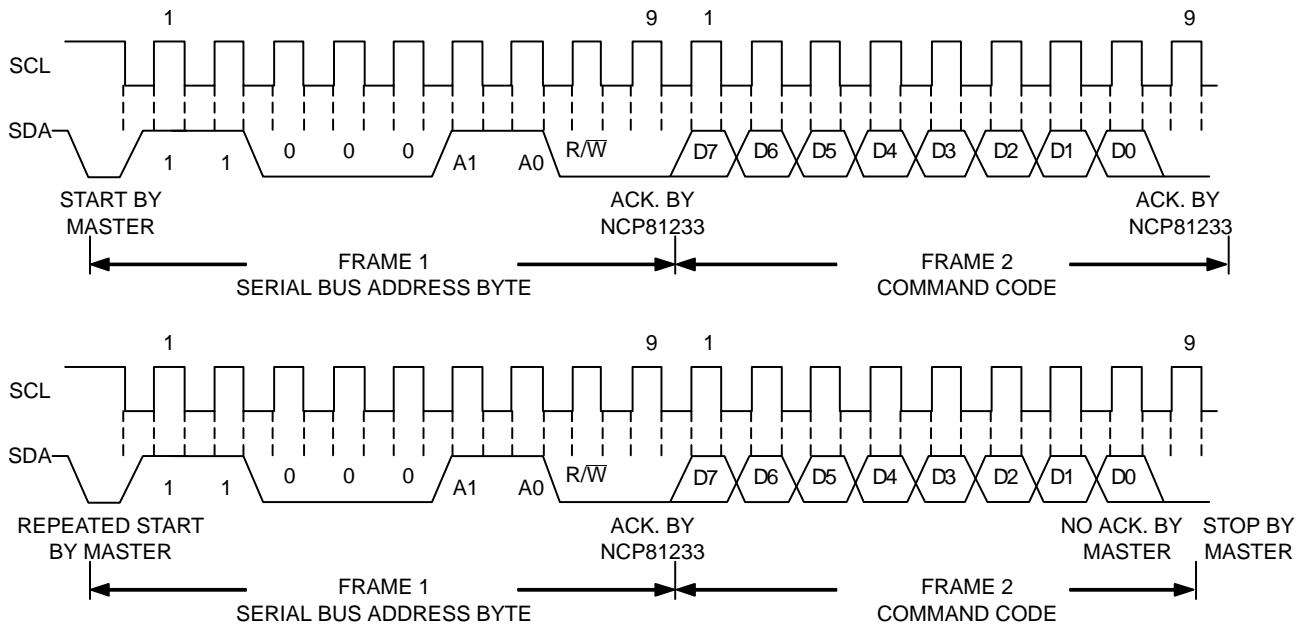 1 9 1 9
SCL
SDA
1 1 0 0 0 A1 A0 R/W̅ D7 D6 D5 D4 D3 D2 D1 D0
START BY
MASTER
ACK. BY
NCP81233
ACK. BY
NCP81233
FRAME 1
SERIAL BUS ADDRESS BYTE
FRAME 2
COMMAND CODE
1 9 1 9
SCL
SDA
1 1 0 0 0 A1 A0 R/W̅ D7 D6 D5 D4 D3 D2 D1 D0
REPEATED START
BY MASTER
ACK. BY
NCP81233
NO ACK. BY
MASTER
STOP BY
MASTER
FRAME 1
SERIAL BUS ADDRESS BYTE
FRAME 2
COMMAND CODE